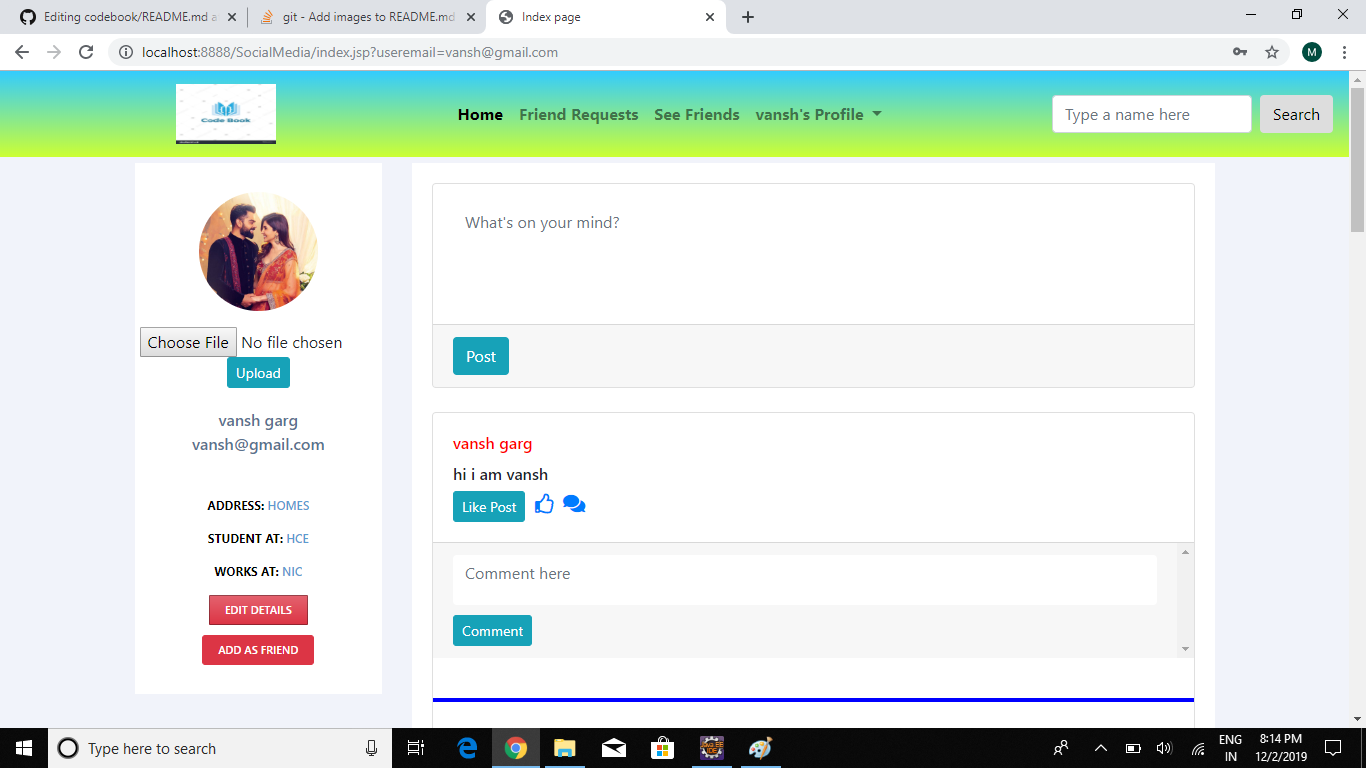 Editing codebook/README.md a
git - Add images to README.md
Index page
localhost:8888/SocialMedia/index.jsp?useremail=vansh@gmail.com
M
Code Book
Home
Friend Requests
See Friends
vansh's Profile
Type a name here
Search
What's on your mind?
Post
Choose File No file chosen
Upload
vansh garg
vansh@gmail.com
ADDRESS: HOMES
STUDENT AT: HCE
WORKS AT: NIC
EDIT DETAILS
ADD AS FRIEND
vansh garg
hi i am vansh
Like Post
Comment here
Comment
Type here to search
ENG
IN
8:14 PM
12/2/2019